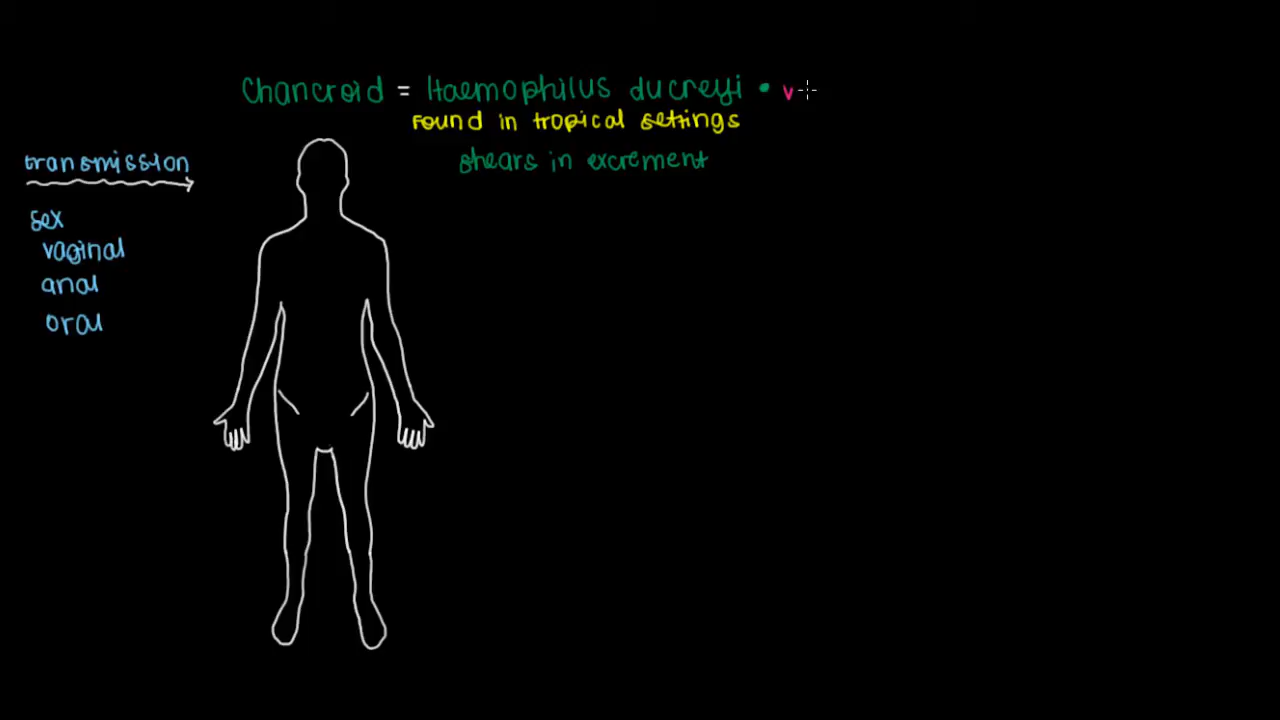 Chancroid = Haemophilus ducreyi • v
found in tropical settings
shears in excrement
transmission
sex
vaginal
anal
oral